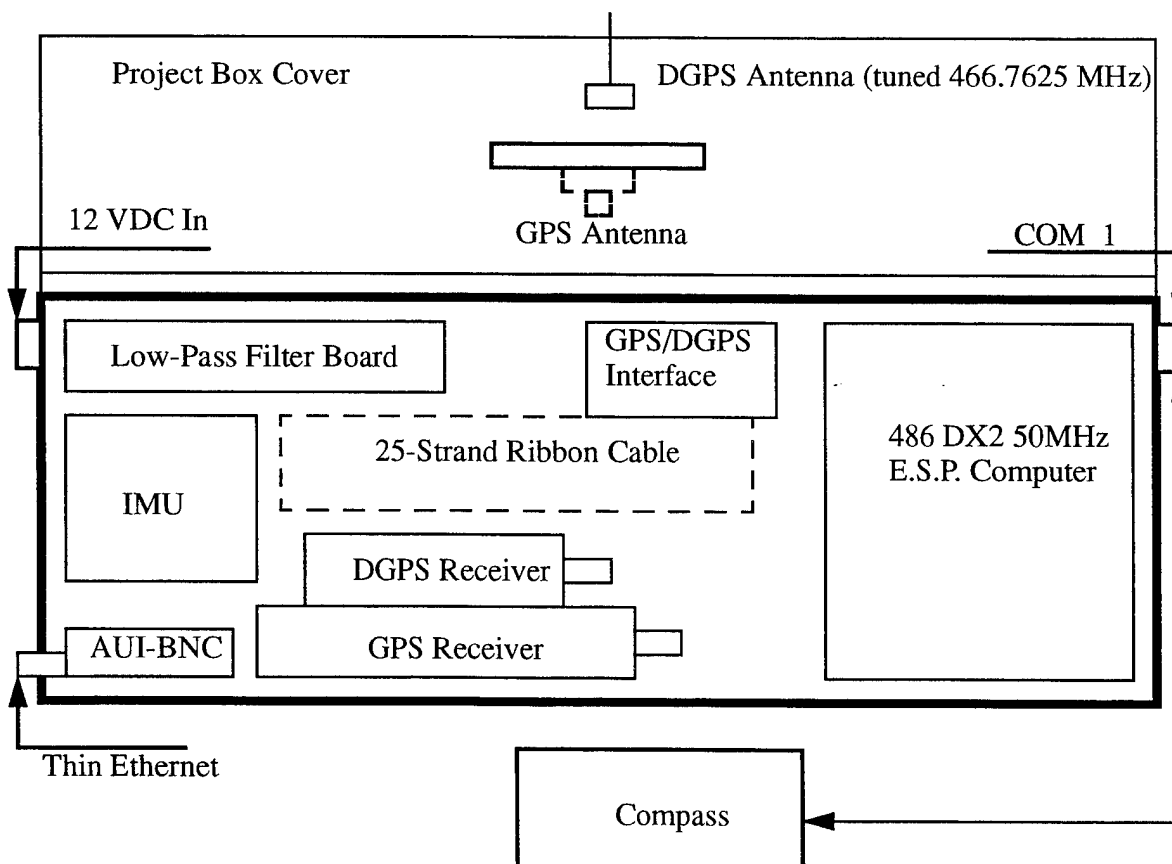 Project Box Cover
DGPS Antenna (tuned 466.7625 MHz)
12 VDC In
GPS Antenna
COM 1
Low-Pass Filter Board
GPS/DGPS
Interface
25-Strand Ribbon Cable
486 DX2 50MHz
E.S.P. Computer
IMU
DGPS Receiver
AUI-BNC
GPS Receiver
Thin Ethernet
Compass